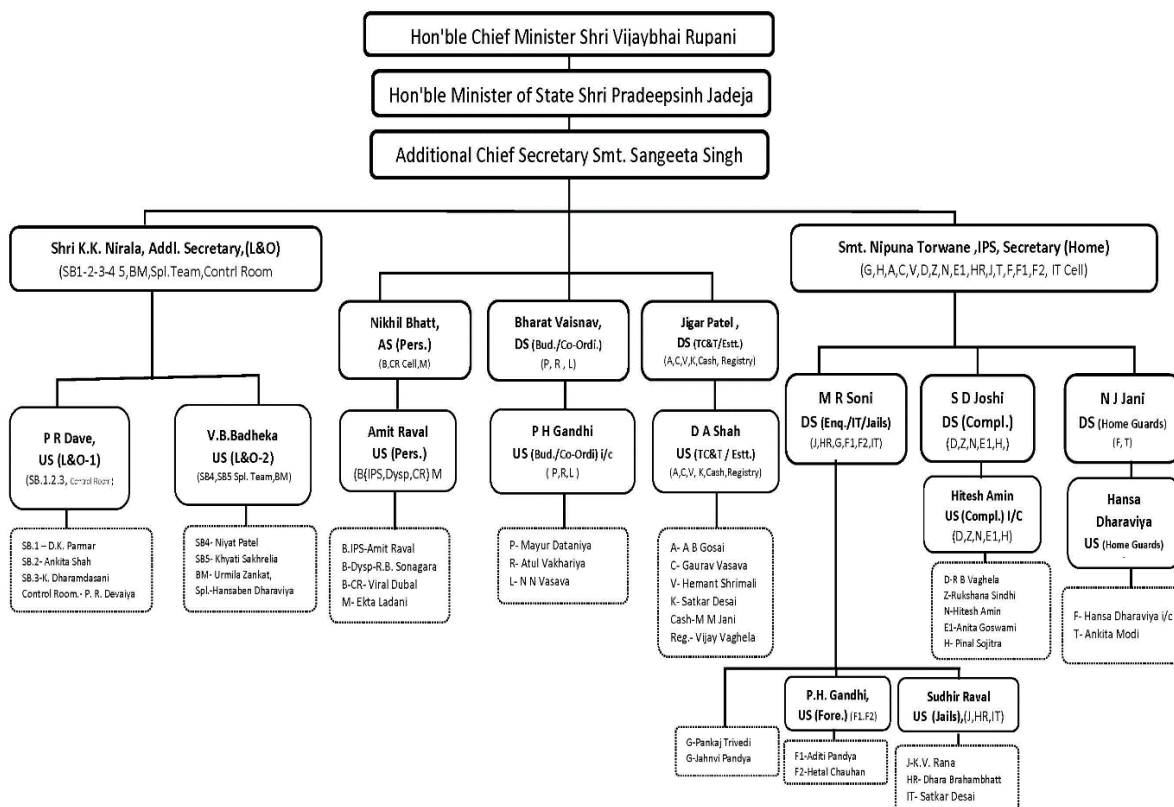 Hon'ble Chief Minister Shri Vijaybhai Rupani
Hon'ble Minister of State Shri Pradeepsinh Jadeja
Additional Chief Secretary Smt. Sangeeta Singh
Shri K.K. Nirala, Addl. Secretary,(L&O)
(SB1-2-3-4 5,BM,Spl.Team,Contrl Room
Smt. Nipuna Torwane ,IPS, Secretary (Home)
(G,H,A,C,V,D,Z,N,E1,HR,J,T,F,F1,F2, IT Cell)
Nikhil Bhatt,
AS (Pers.)
(B,CR Cell,M)
Bharat Vaisnav,
DS (Bud./Co-Ordi.)
(P, R , L)
Jigar Patel ,
DS (TC&T/Estt.)
(A,C,V,K,Cash, Registry)
M R Soni
DS (Enq./IT/Jails)
(J,HR,G,F1,F2,IT)
S D Joshi
DS (Compl.)
(D,Z,N,E1,H,)
N J Jani
DS (Home Guards)
(F, T)
P R Dave,
US (L&O-1)
(SB.1.2.3, Control Room)
V.B.Badheka
US (L&O-2)
(SB4,SB5 Spl. Team,BM)
Amit Raval
US (Pers.)
(B{IPS,Dysp,CR} M
P H Gandhi
US (Bud./Co-Ordi) i/c
( P,R,L )
D A Shah
US (TC&T / Estt.)
(A,C,V, K,Cash,Registry)
Hitesh Amin
US (Compl.) I/C
(D,Z,N,E1,H)
Hansa
Dharaviya
US (Home Guards)
SB.1 – D.K. Parmar
SB.2- Ankita Shah
SB.3-K. Dharamdasani
Control Room.- P. R. Devaiya
SB4- Niyat Patel
SB5- Khyati Sakhrelia
BM- Urmila Zankat,
Spl.-Hansaben Dharaviya
B.IPS-Amit Raval
B-Dysp-R.B. Sonagara
B-CR- Viral Dubal
M- Ekta Ladani
P- Mayur Dataniya
R- Atul Vakhariya
L- N N Vasava
A- A B Gosai
C- Gaurav Vasava
V- Hemant Shrimali
K- Satkar Desai
Cash-M M Jani
Reg.- Vijay Vaghela
D-R B Vaghela
Z-Rukshana Sindhi
N-Hitesh Amin
E1-Anita Goswami
H- Pinal Sojitra
F- Hansa Dharaviya i/c
T- Ankita Modi
P.H. Gandhi,
US (Fore.) (F1.F2)
Sudhir Raval
US (Jails),(J,HR,IT)
G-Pankaj Trivedi
G-Jahnvi Pandya
F1-Aditi Pandya
F2-Hetal Chauhan
J-K.V. Rana
HR- Dhara Brahambhatt
IT- Satkar Desai